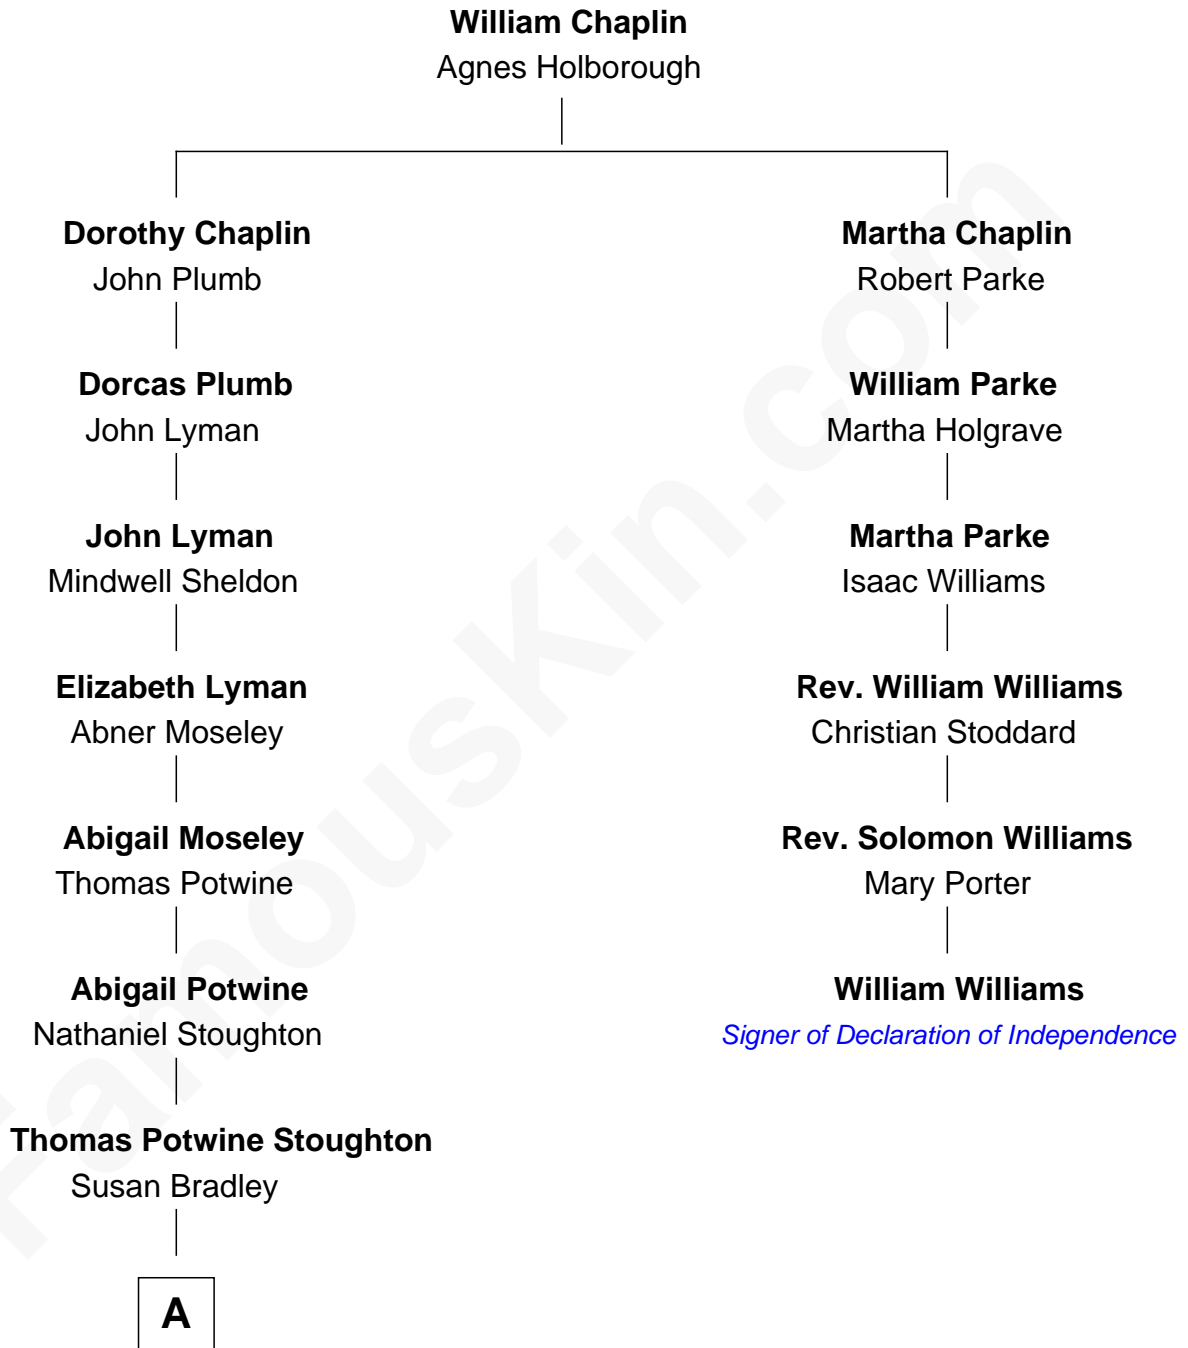 William Chaplin
Agnes Holborough
Dorothy Chaplin
John Plumb
Dorcas Plumb
John Lyman
John Lyman
Mindwell Sheldon
Elizabeth Lyman
Abner Moseley
Abigail Moseley
Thomas Potwine
Abigail Potwine
Nathaniel Stoughton
Thomas Potwine Stoughton
Susan Bradley
A
Martha Chaplin
Robert Parke
William Parke
Martha Holgrave
Martha Parke
Isaac Williams
Rev. William Williams
Christian Stoddard
Rev. Solomon Williams
Mary Porter
William Williams
Signer of Declaration of Independence
FamousKin.com